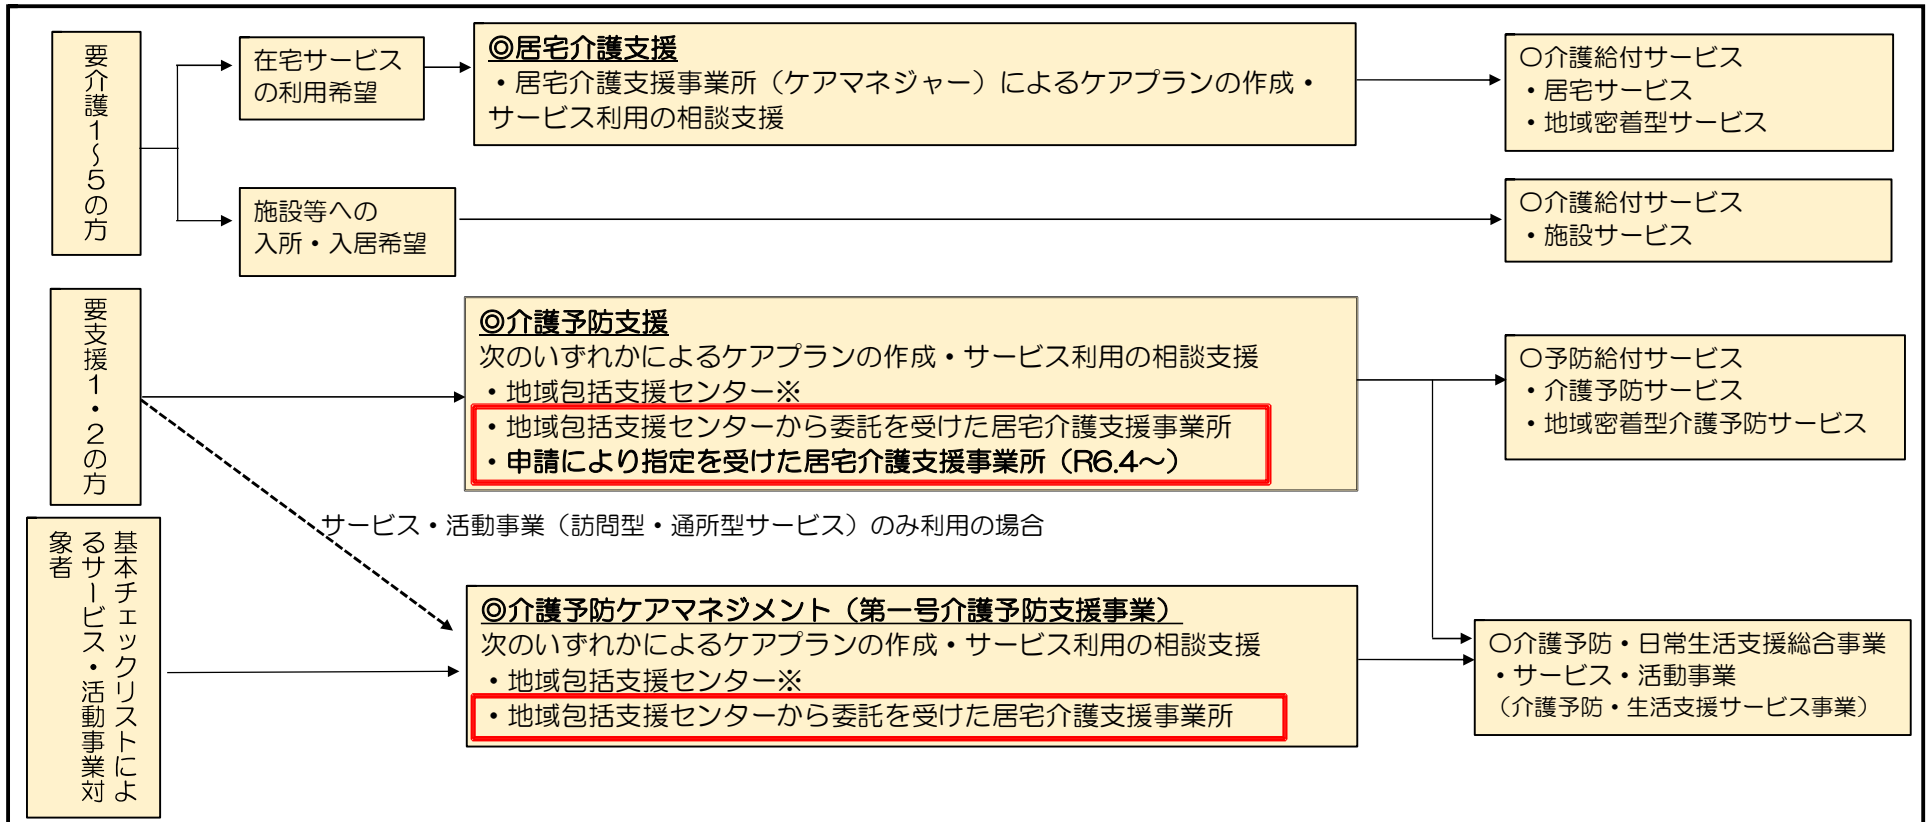 要介護1~5の方
在宅サービス
の利用希望
◎居宅介護支援
・居宅介護支援事業所（ケアマネジャー）によるケアプランの作成・
サービス利用の相談支援
○介護給付サービス
・居宅サービス
・地域密着型サービス
施設等への
入所・入居希望
○介護給付サービス
・施設サービス
要支援1・2の方
◎介護予防支援
次のいずれかによるケアプランの作成・サービス利用の相談支援
・地域包括支援センター※
・地域包括支援センターから委託を受けた居宅介護支援事業所
・申請により指定を受けた居宅介護支援事業所（R6.4～）
○予防給付サービス
・介護予防サービス
・地域密着型介護予防サービス
サービス・活動事業（訪問型・通所型サービス）のみ利用の場合
基本チェックリストによ
るサービス・活動事業対
象者
◎介護予防ケアマネジメント（第一号介護予防支援事業）
次のいずれかによるケアプランの作成・サービス利用の相談支援
・地域包括支援センター※
・地域包括支援センターから委託を受けた居宅介護支援事業所
○介護予防・日常生活支援総合事業
・サービス・活動事業
（介護予防・生活支援サービス事業）